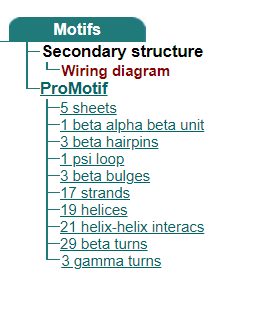 Motifs
Secondary structure
Wiring diagram
ProMotif
5 sheets
1 beta alpha beta unit
3 beta hairpins
1 psi loop
3 beta bulges
17 strands
19 helices
21 helix-helix interacs
29 beta turns
3 gamma turns